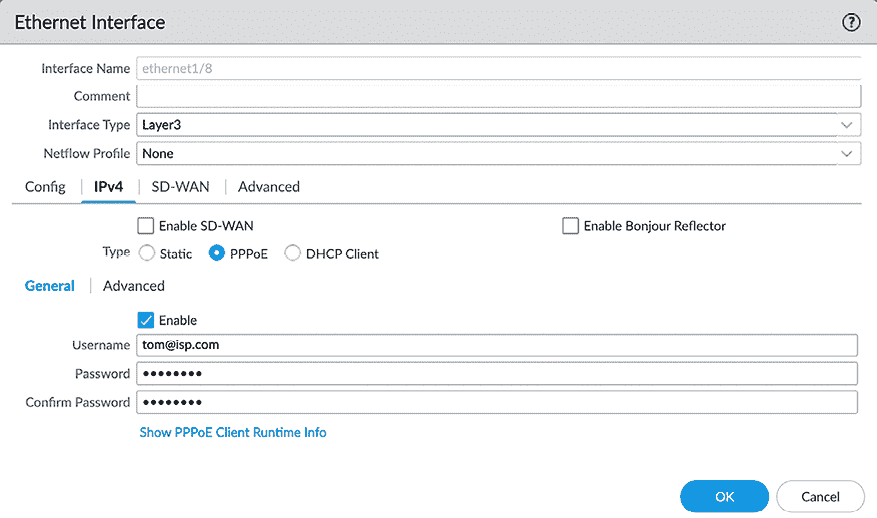 Ethernet Interface ?
Interface Name ethernet1/8
Comment
Interface Type Layer3
Netflow Profile None
Config IPv4 SD-WAN Advanced
Enable SD-WAN Enable Bonjour Reflector
Type Static PPPoE DHCP Client
General Advanced
Enable
Username tom@isp.com
Password ••••••••
Confirm Password ••••••••
Show PPPoE Client Runtime Info
OK Cancel